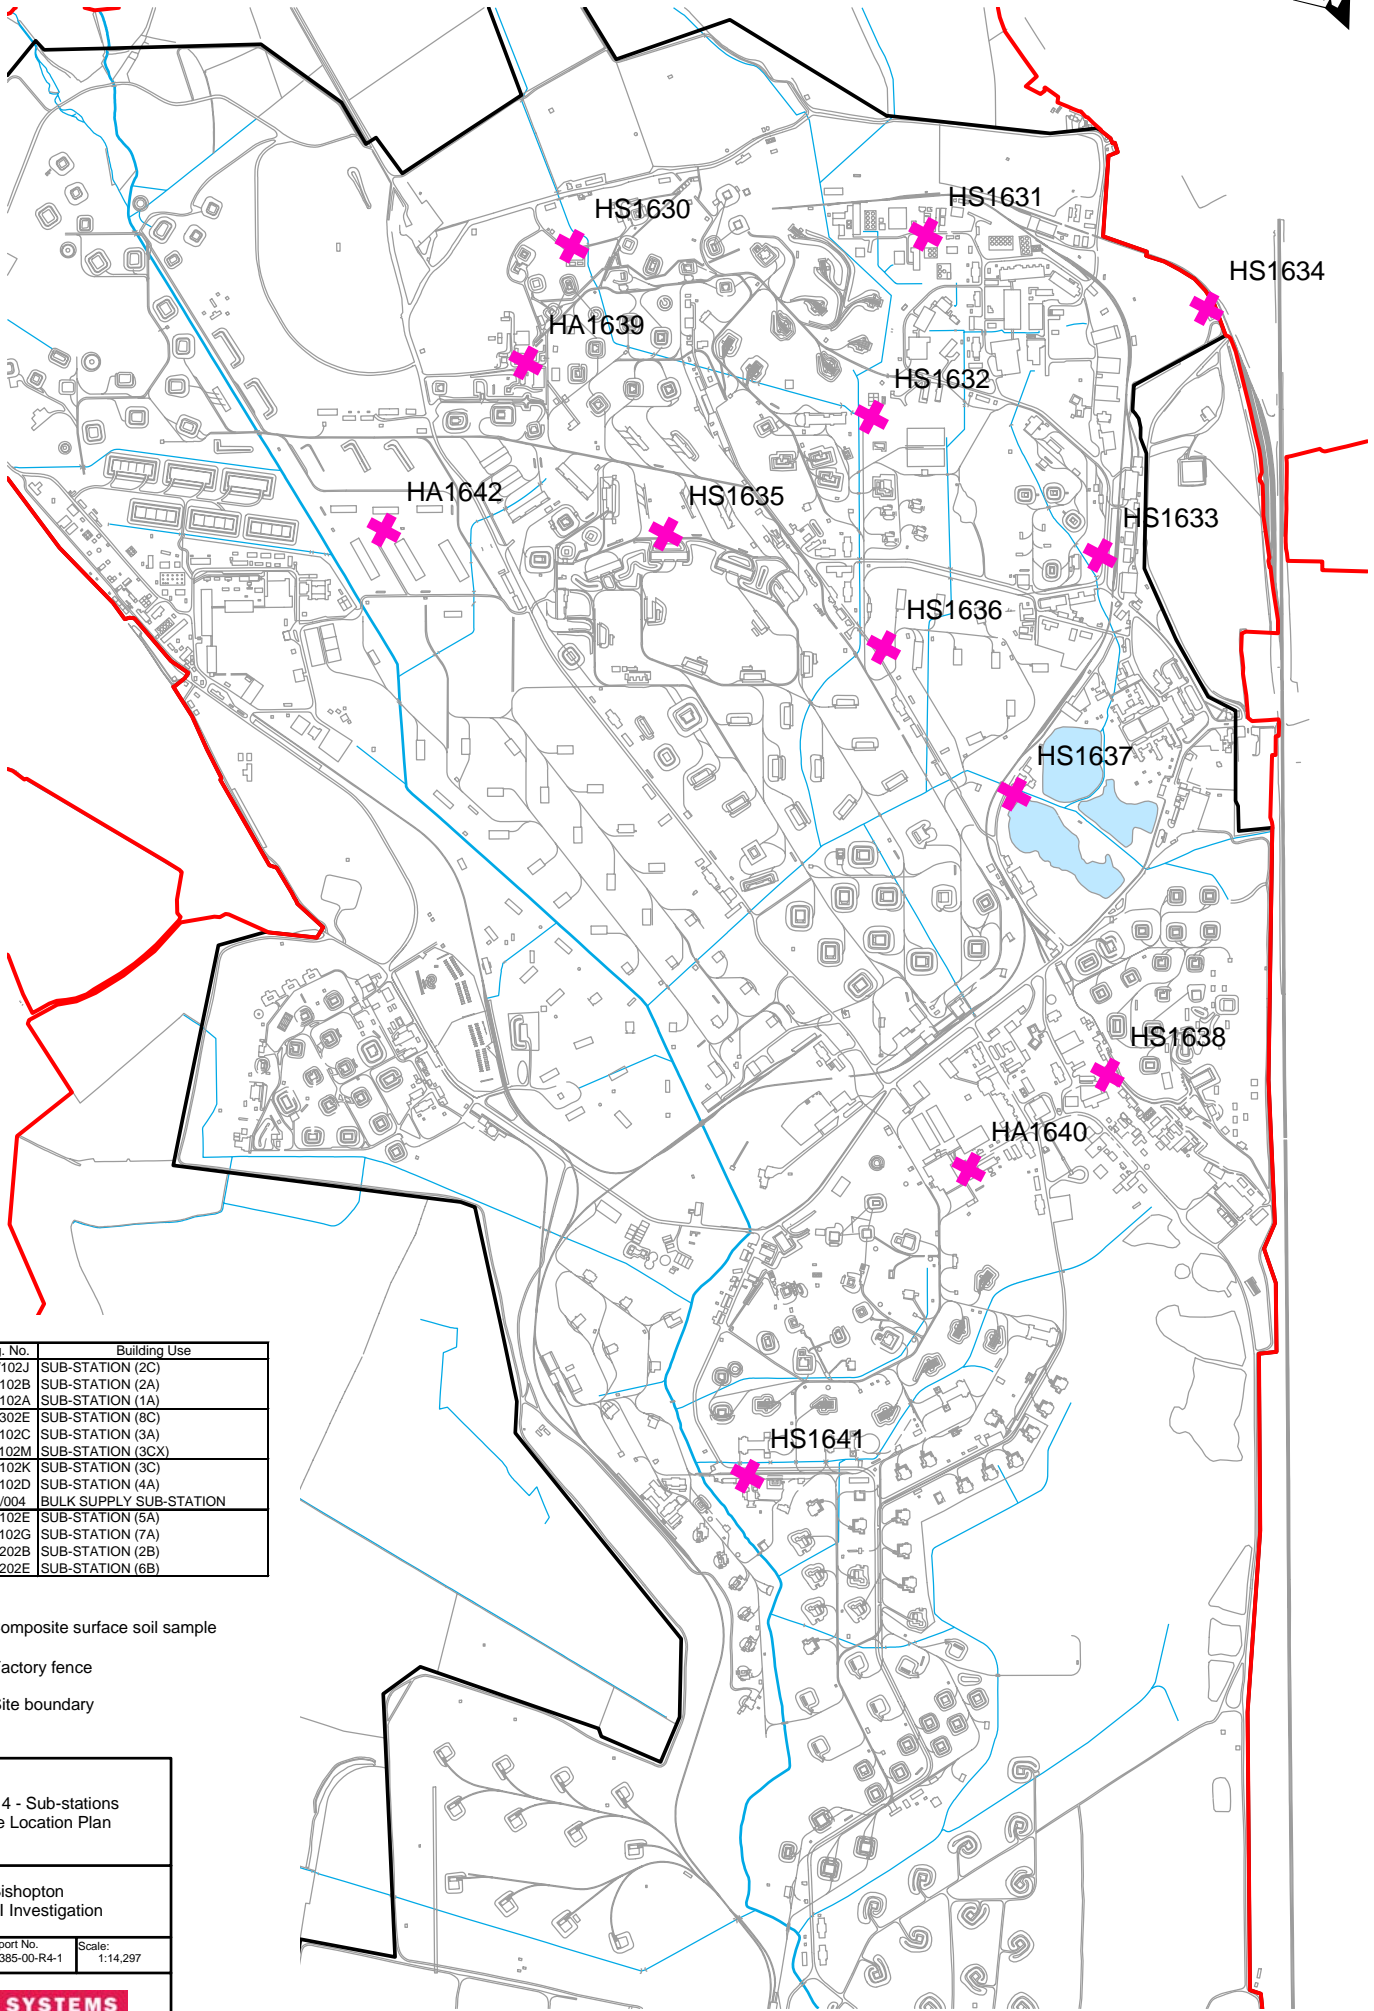 HS1630
HS1631
HS1634
HA1639
HS1632
HA1642
HS1635
HS1633
HS1636
HS1637
HS1638
HA1640
HS1641
. No. Building Use
102J SUB-STATION (2C)
102B SUB-STATION (2A)
102A SUB-STATION (1A)
302E SUB-STATION (8C)
102C SUB-STATION (3A)
102M SUB-STATION (3CX)
102K SUB-STATION (3C)
102D SUB-STATION (4A)
/004 BULK SUPPLY SUB-STATION
102E SUB-STATION (5A)
102G SUB-STATION (7A)
202B SUB-STATION (2B)
202E SUB-STATION (6B)
omposite surface soil sample
actory fence
ite boundary
4 - Sub-stations
e Location Plan
ishopton
l Investigation
port No.
385-00-R4-1
Scale:
1:14,297
SYSTEMS